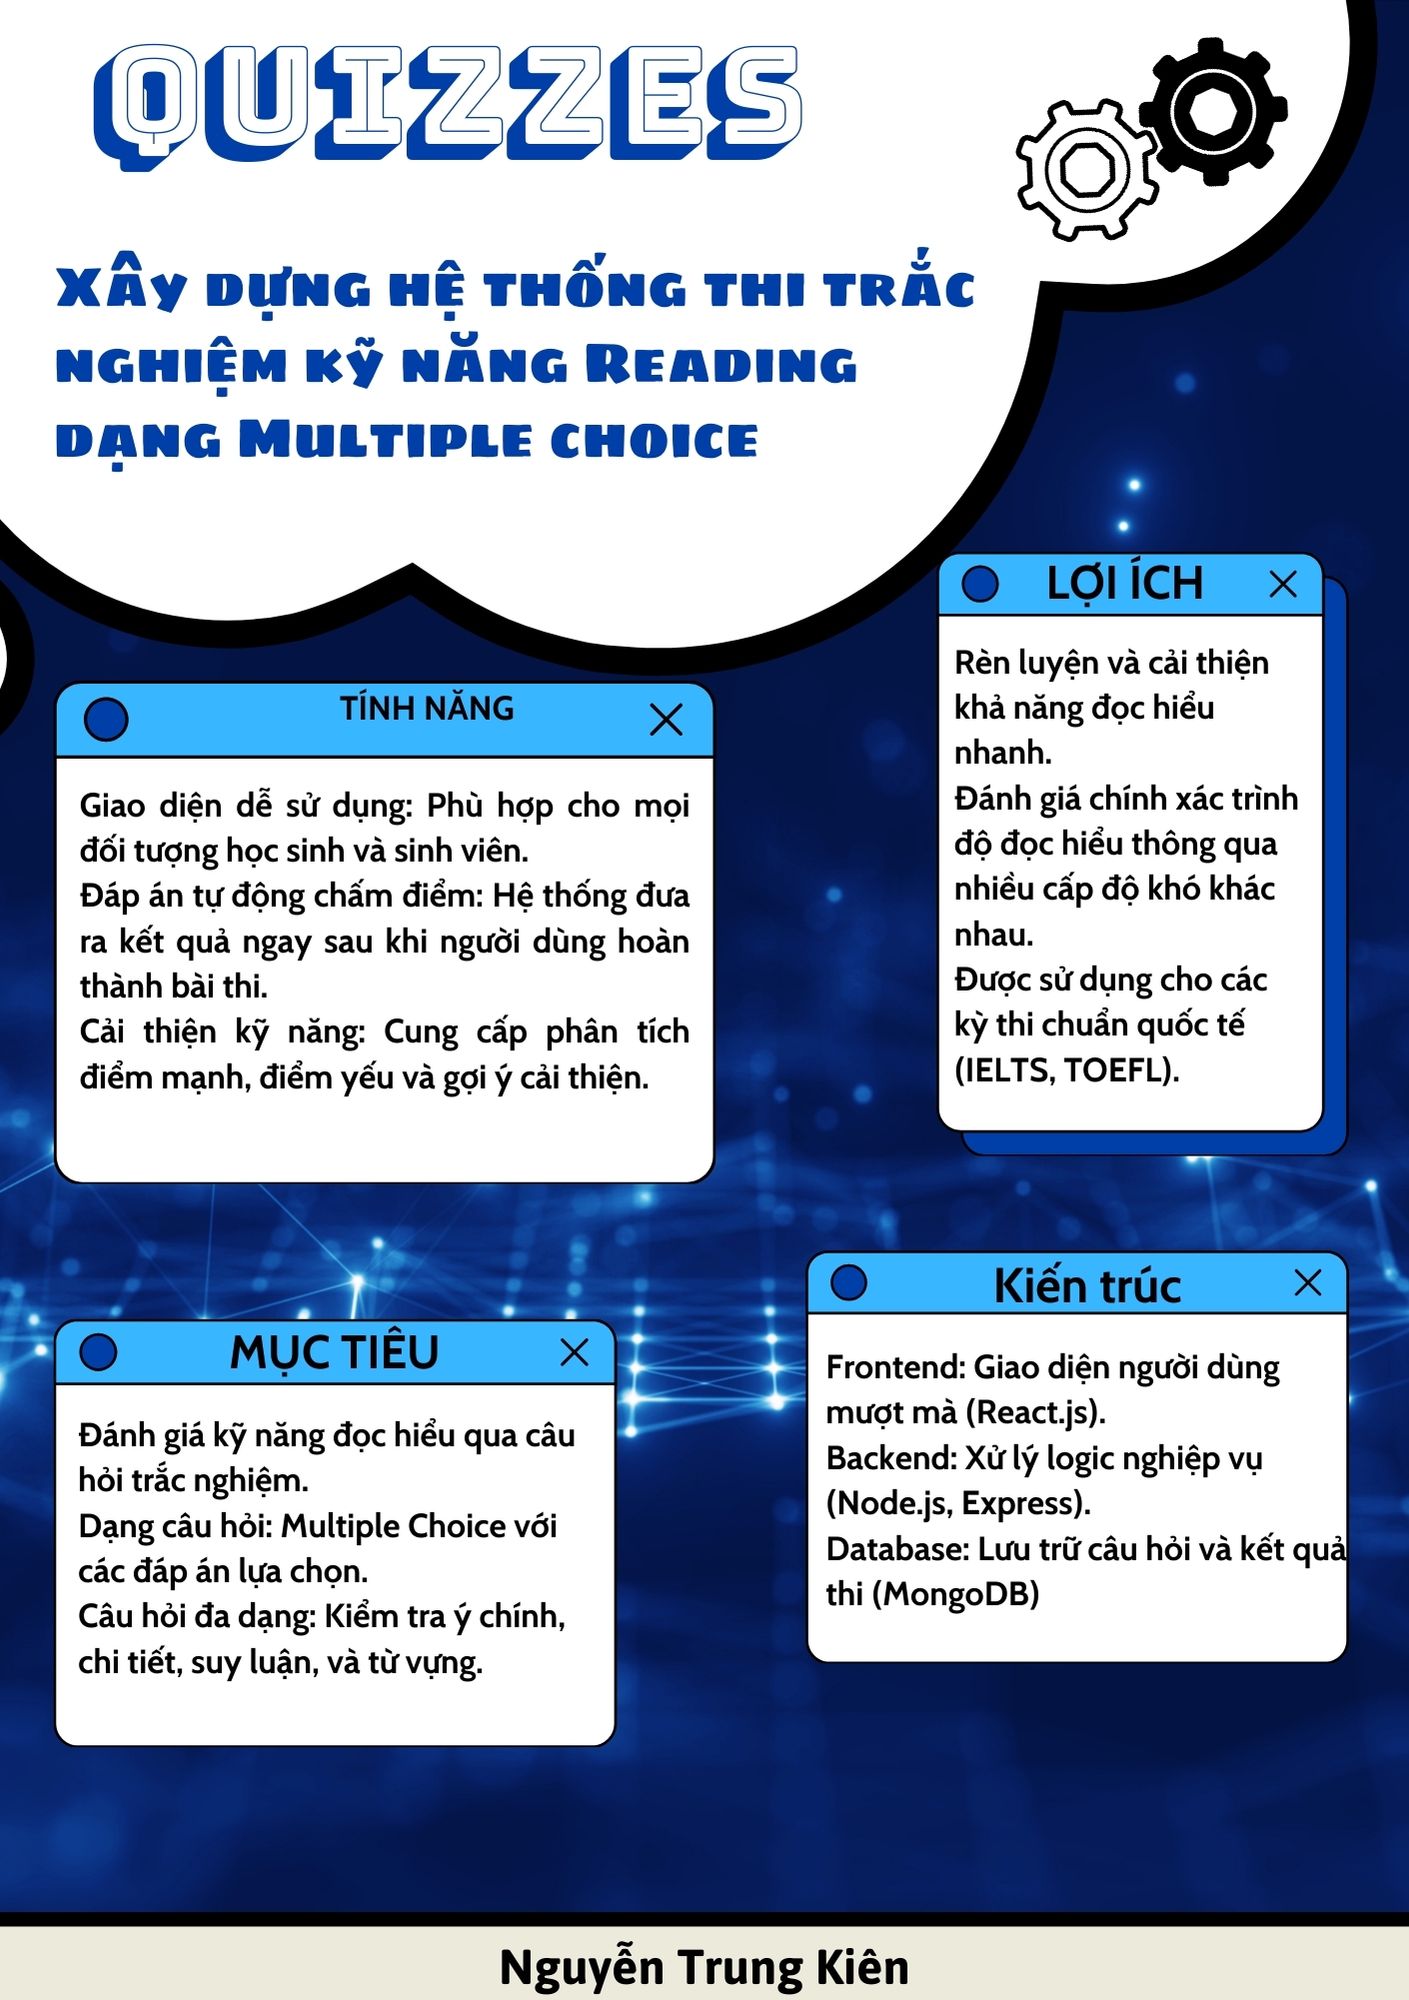 QUIZZES
Xây dựng hệ thống thi trắc
nghiệm kỹ năng Reading
dạng Multiple choice
LỢI ÍCH
Rèn luyện và cải thiện
khả năng đọc hiểu
nhanh.
Đánh giá chính xác trình
độ đọc hiểu thông qua
nhiều cấp độ khó khác
nhau.
Được sử dụng cho các
kỳ thi chuẩn quốc tế
(IELTS, TOEFL).
TÍNH NĂNG
Giao diện dễ sử dụng: Phù hợp cho mọi
đối tượng học sinh và sinh viên.
Đáp án tự động chấm điểm: Hệ thống đưa
ra kết quả ngay sau khi người dùng hoàn
thành bài thi.
Cải thiện kỹ năng: Cung cấp phân tích
điểm mạnh, điểm yếu và gợi ý cải thiện.
Kiến trúc
Frontend: Giao diện người dùng
mượt mà (React.js).
Backend: Xử lý logic nghiệp vụ
(Node.js, Express).
Database: Lưu trữ câu hỏi và kết quả
thi (MongoDB)
MỤC TIÊU
Đánh giá kỹ năng đọc hiểu qua câu
hỏi trắc nghiệm.
Dạng câu hỏi: Multiple Choice với
các đáp án lựa chọn.
Câu hỏi đa dạng: Kiểm tra ý chính,
chi tiết, suy luận, và từ vựng.
Nguyễn Trung Kiên